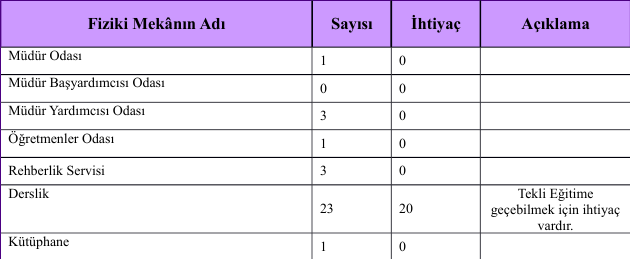 Fiziki Mekânın Adı Sayısı İhtiyaç Açıklama
Müdür Odası 1 0
Müdür Başyardımcısı Odası 0 0
Müdür Yardımcısı Odası 3 0
Öğretmenler Odası 1 0
Rehberlik Servisi 3 0
Derslik 23 20 Tekli Eğitime
geçebilmek için ihtiyaç
vardır.
Kütüphane 1 0